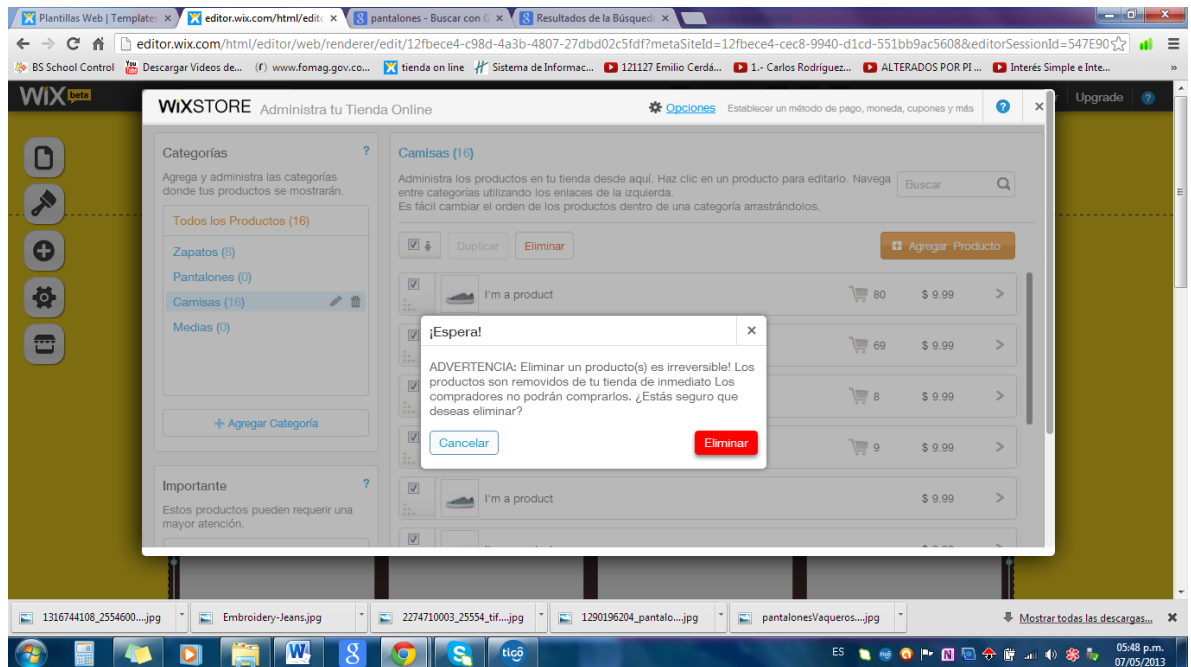 Plantillas Web | Template
editor.wix.com/html/edito
pantalones - Buscar con G
Resultados de la Búsqued
editor.wix.com/html/editor/web/renderer/edit/12fbece4-c98d-4a3b-4807-27dbd02c5fdf?metaSiteId=12fbece4-cec8-9940-d1cd-551bb9ac5608&editorSessionId=547E90
BS School Control
Descargar Videos de...
www.fomag.gov.co...
tienda on line
Sistema de Informac...
121127 Emilio Cerdá...
1.- Carlos Rodríguez...
ALTERADOS POR PI ...
Interés Simple e Inte...
WiX beta
Upgrade
WiXSTORE Administra tu Tienda Online
Opciones Establecer un método de pago, moneda, cupones y más
Categorías
Agrega y administra las categorías
donde tus productos se mostrarán.
Todos los Productos (16)
Zapatos (8)
Pantalones (0)
Camisas (16)
Medias (0)
Agregar Categoría
Importante
Estos productos pueden requerir una
mayor atención.
Camisas (16)
Administra los productos en tu tienda desde aquí. Haz clic en un producto para editarlo. Navega
entre categorías utilizando los enlaces de la izquierda.
Es fácil cambiar el orden de los productos dentro de una categoría arrastrándolos.
Buscar
Duplicar
Eliminar
Agregar Producto
I'm a product 80 $ 9.99
69 $ 9.99
8 $ 9.99
9 $ 9.99
I'm a product $ 9.99
¡Espera!
ADVERTENCIA: Eliminar un producto(s) es irreversible! Los
productos son removidos de tu tienda de inmediato Los
compradores no podrán comprarlos. ¿Estás seguro que
deseas eliminar?
Cancelar
Eliminar
1316744108_2554600....jpg
Embroidery-Jeans.jpg
2274710003_25554_tif....jpg
1290196204_pantalo....jpg
pantalonesVaqueros....jpg
Mostrar todas las descargas...
tiGO
ES
05:48 p.m.
07/05/2013